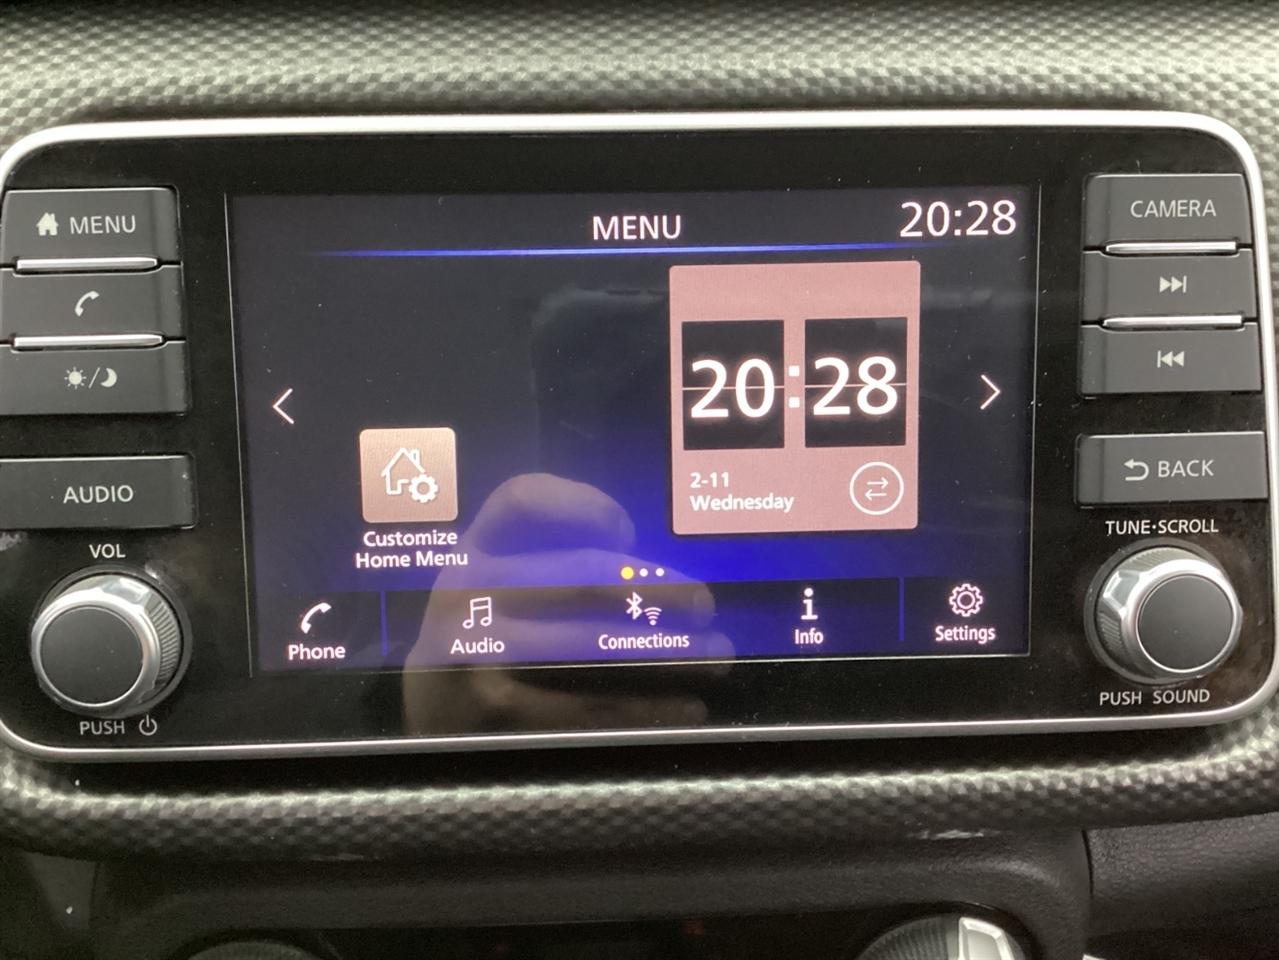 MENU
AUDIO
VOL
PUSH
MENU
20:28
20:28
2-11
Wednesday
Customize
Home Menu
Phone
Audio
Connections
Info
Settings
CAMERA
BACK
TUNE·SCROLL
PUSH SOUND